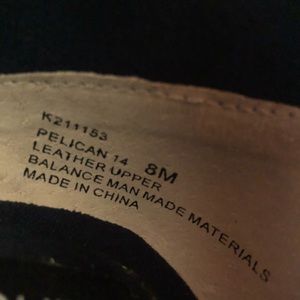 K211153
PELICAN 14 8M
LEATHER UPPER
BALANCE MAN MADE MATERIALS
MADE IN CHINA